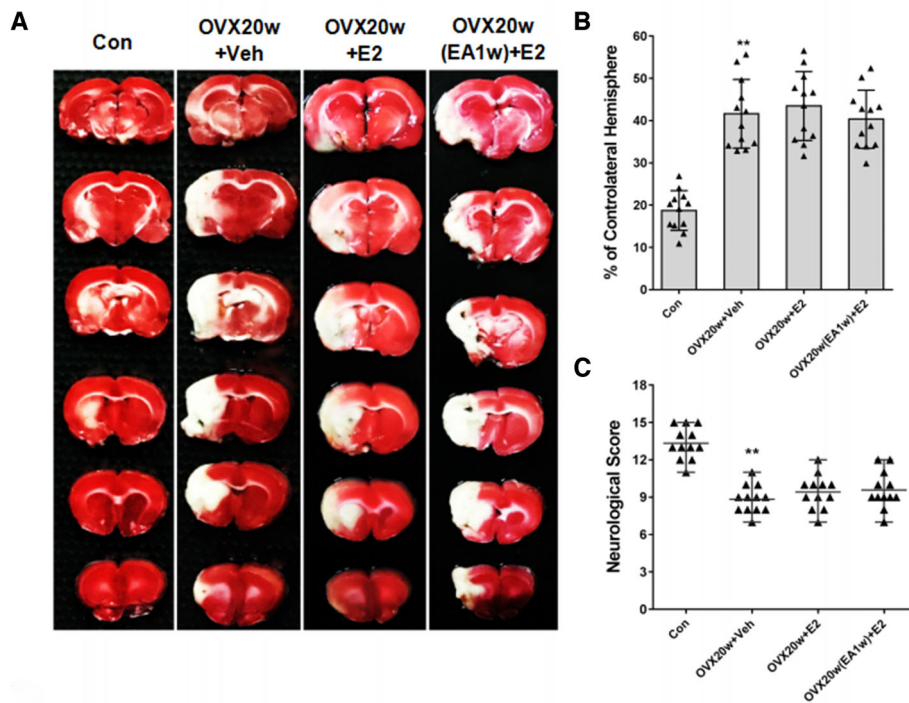 A
Con
OVX20w
+Veh
OVX20w
+E2
OVX20w
(EA1w)+E2
B
% of Controlateral Hemisphere
60
50
40
30
20
10
0
**
Con
OVX20w+Veh
OVX20w+E2
OVX20w(EA1w)+E2
C
Neurological Score
18
15
12
9
6
3
0
**
Con
OVX20w+Veh
OVX20w+E2
OVX20w(EA1w)+E2